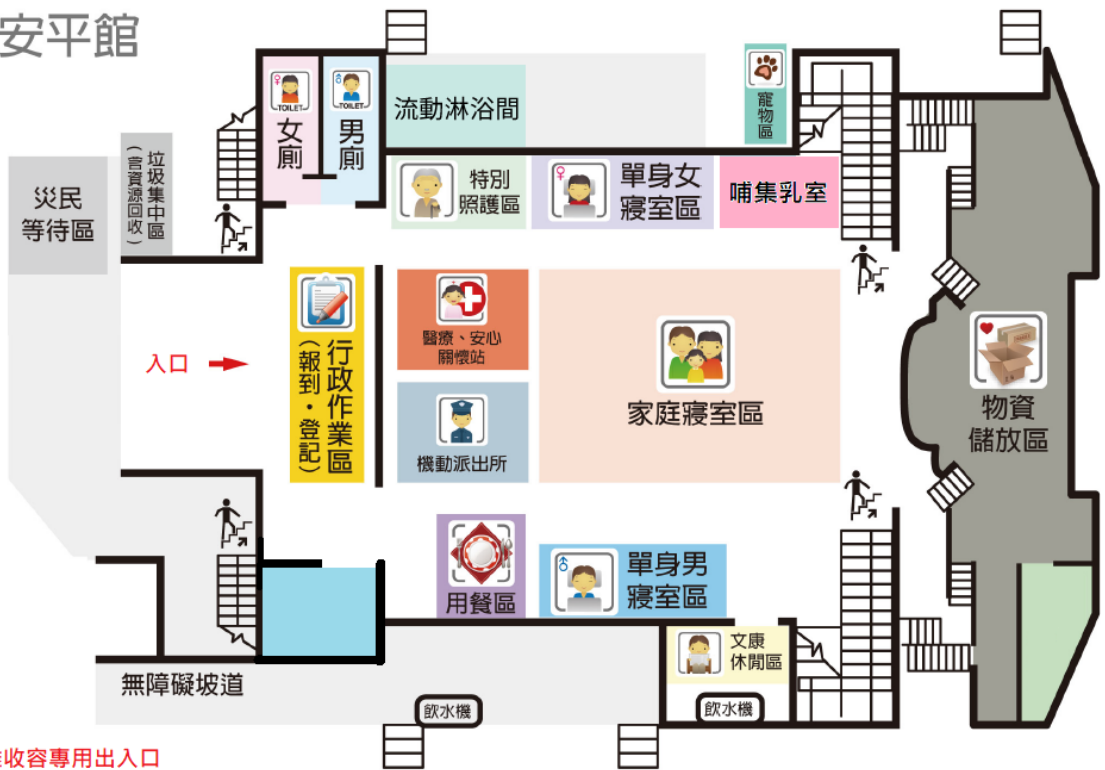 安平館
女廁
TOILET
男廁
TOILET
流動淋浴間
寵物區
災民
等待區
垃圾集中區
(含資源回收)
特別
照護區
單身女
寢室區
哺集乳室
入口
行政作業區
(報到・登記)
醫療、安心
關懷站
機動派出所
家庭寢室區
物資
儲放區
用餐區
單身男
寢室區
文康
休閒區
無障礙坡道
飲水機
飲水機
收容專用出入口